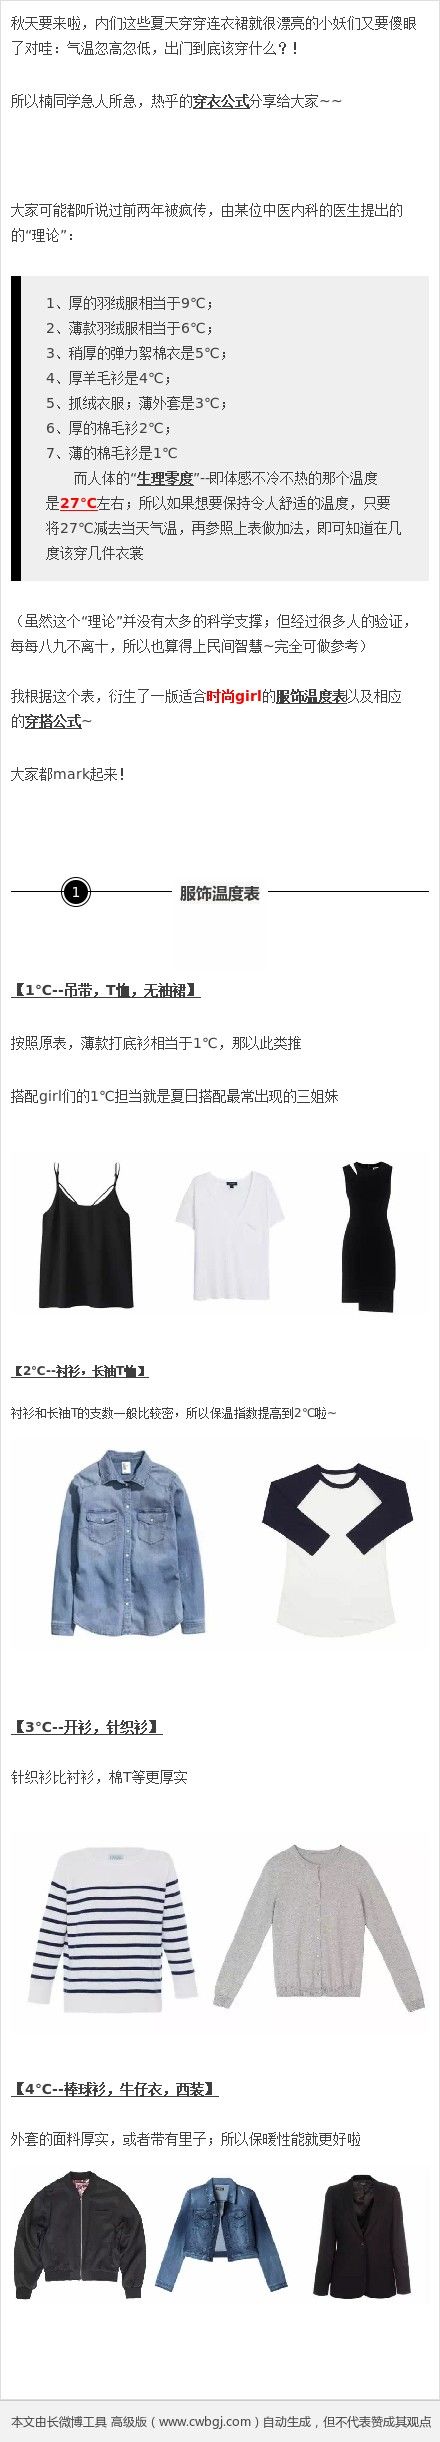 秋天要来啦，内们这些夏天穿穿连衣裙就很漂亮的小妖们又要傻眼
了对哇：气温忽高忽低，出门到底该穿什么？！
所以楠同学急人所急，热乎的穿衣公式分享给大家~~
大家可能都听说过前两年被疯传，由某位中医内科的医生提出的
的“理论”：
1、厚的羽绒服相当于9℃；
2、薄款羽绒服相当于6℃；
3、稍厚的弹力絮棉衣是5℃；
4、厚羊毛衫是4℃；
5、抓绒衣服；薄外套是3℃；
6、厚的棉毛衫2℃；
7、薄的棉毛衫是1℃
而人体的“生理零度”--即体感不冷不热的那个温度
是27℃左右；所以如果想要保持令人舒适的温度，只要
将27℃减去当天气温，再参照上表做加法，即可知道在几
度该穿几件衣裳
（虽然这个“理论”并没有太多的科学支撑；但经过很多人的验证，
每每八九不离十，所以也算得上民间智慧~完全可做参考）
我根据这个表，衍生了一版适合时尚girl的服饰温度表以及相应
的穿搭公式~
大家都mark起来！
1 服饰温度表
【1℃--吊带，T恤，无袖裙】
按照原表，薄款打底衫相当于1℃，那以此类推
搭配girl们的1℃担当就是夏日搭配最常出现的三姐妹
【2℃--衬衫，长袖T恤】
衬衫和长袖T的支数一般比较密，所以保温指数提高到2℃啦~
【3℃--开衫，针织衫】
针织衫比衬衫，棉T等更厚实
【4℃--棒球衫，牛仔衣，西装】
外套的面料厚实，或者带有里子；所以保暖性能就更好啦
本文由长微博工具 高级版（www.cwbgj.com）自动生成，但不代表赞成其观点